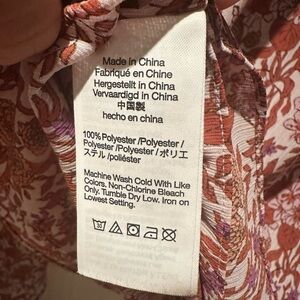 Made in China
Fabriqué en Chine
Hergestellt in China
Vervaardigd in China
中国製
hecho en china
100% Polyester /Polyester /
Polyester /Polyester /ポリエ
ステル /poliéster
Machine Wash Cold With Like
Colors. Non-Chlorine Bleach
Only. Tumble Dry Low. Iron on
Lowest Setting.
30